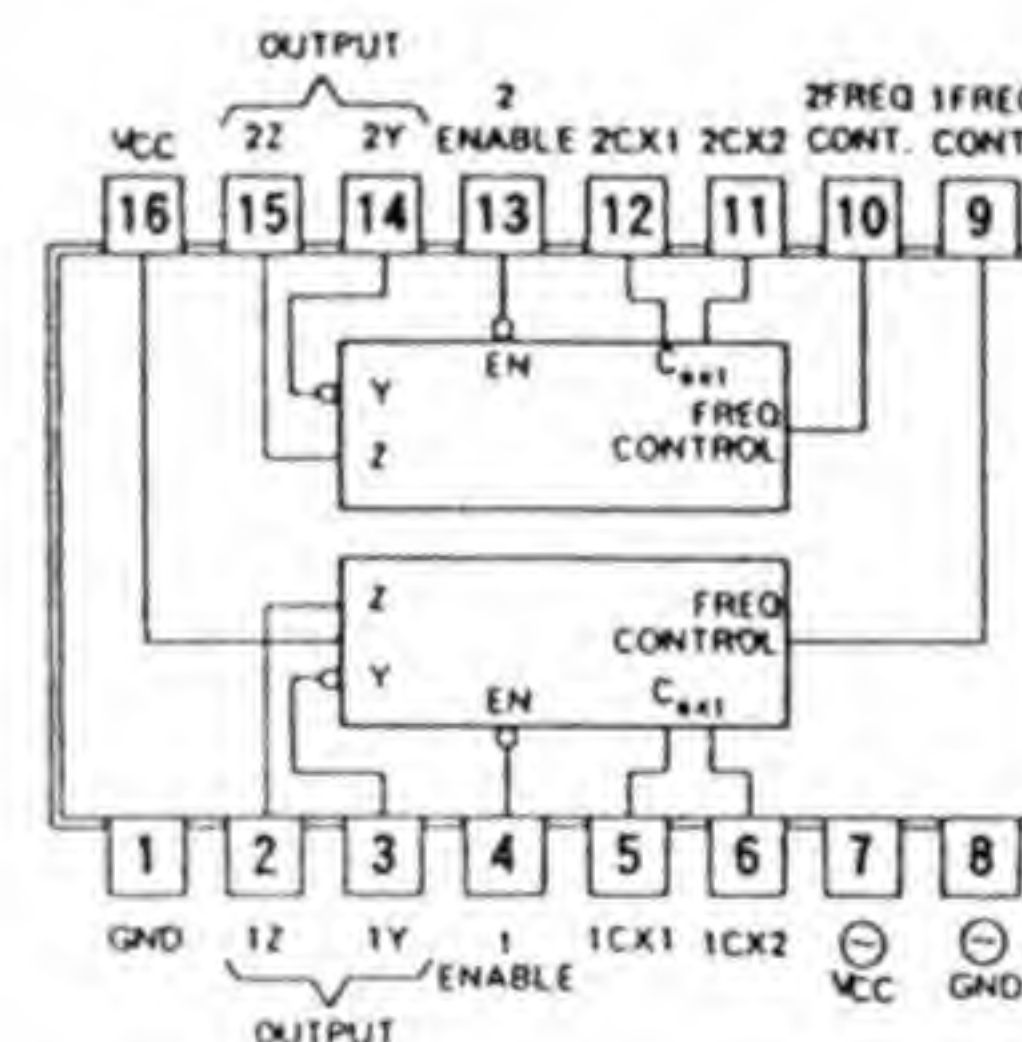 OUTPUT
2
2FREQ 1FREQ
VCC 2Z 2Y ENABLE 2CX1 2CX2 CONT. CONT
16 15 14 13 12 11 10 9
EN Cext
Y
FREQ
Z CONTROL
Z FREQ
CONTROL
Y
EN Cext
1 2 3 4 5 6 7 8
GND 1Z 1Y 1 1CX1 1CX2 ~ ~
ENABLE VCC GND
OUTPUT